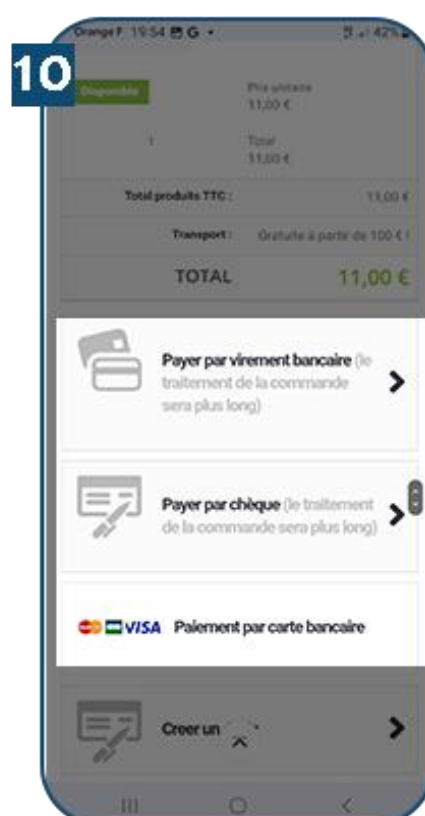 10
Orange F 19:54 G •
42%
Disponible
Prix unitaire
11,00 €
1
Total
11,00 €
Total produits TTC : 11,00 €
Transport : Gratuite à partir de 100 € !
TOTAL 11,00 €
Payer par virement bancaire (le
traitement de la commande
sera plus long)
Payer par chèque (le traitement
de la commande sera plus long)
VISA Paiement par carte bancaire
Creer un